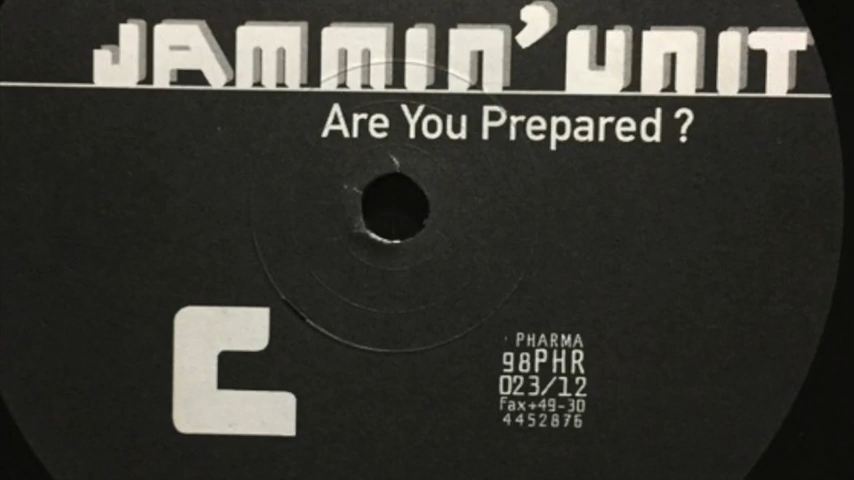 JAMMIN'UNIT
Are You Prepared ?
C
PHARMA
98PHR
023/12
Fax+49-30
4452876